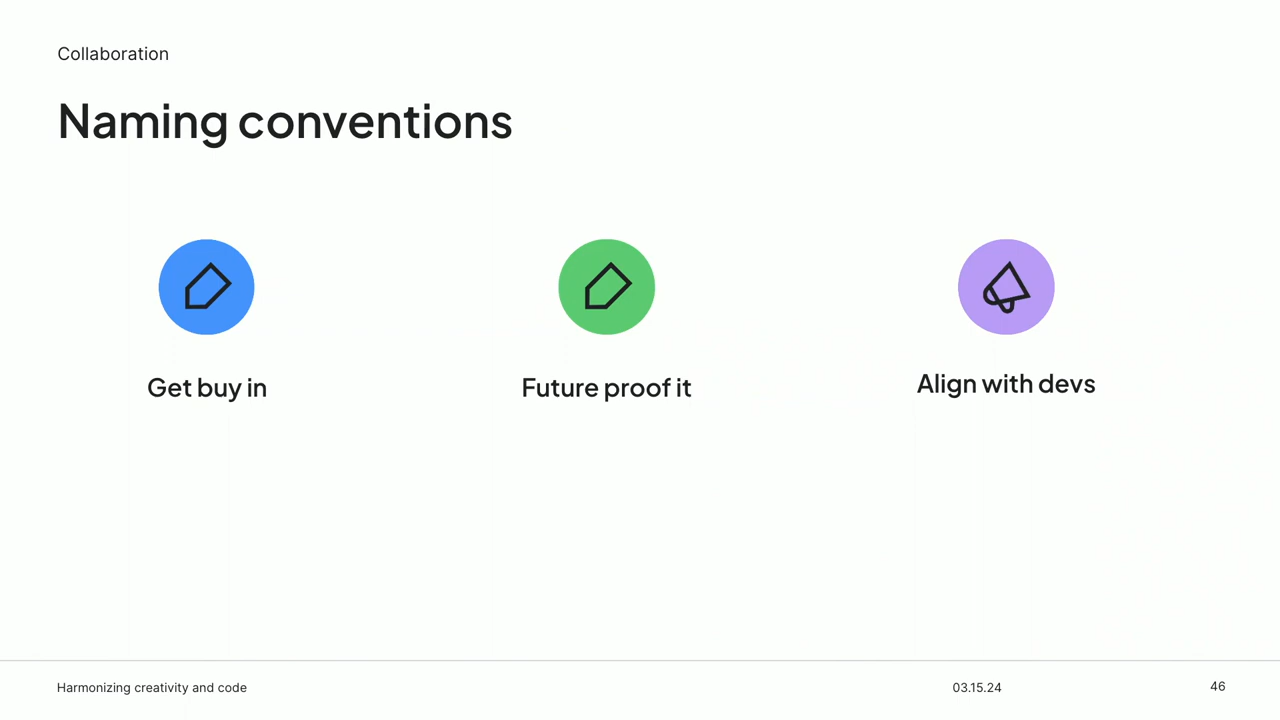 Collaboration
Naming conventions
Get buy in
Future proof it
Align with devs
Harmonizing creativity and code
03.15.24
46